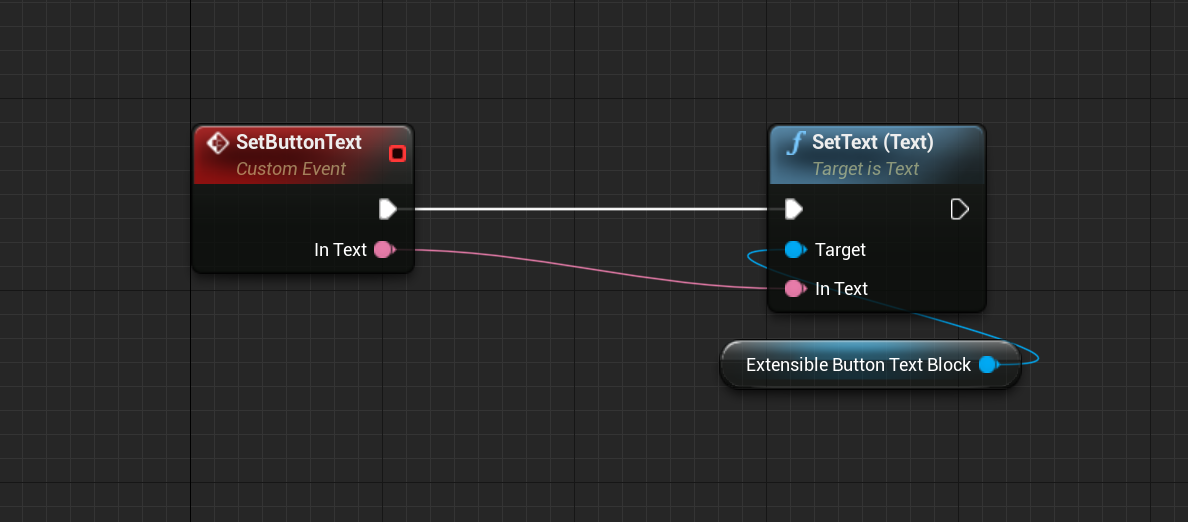 SetButtonText
Custom Event
In Text
SetText (Text)
Target is Text
Target
In Text
Extensible Button Text Block